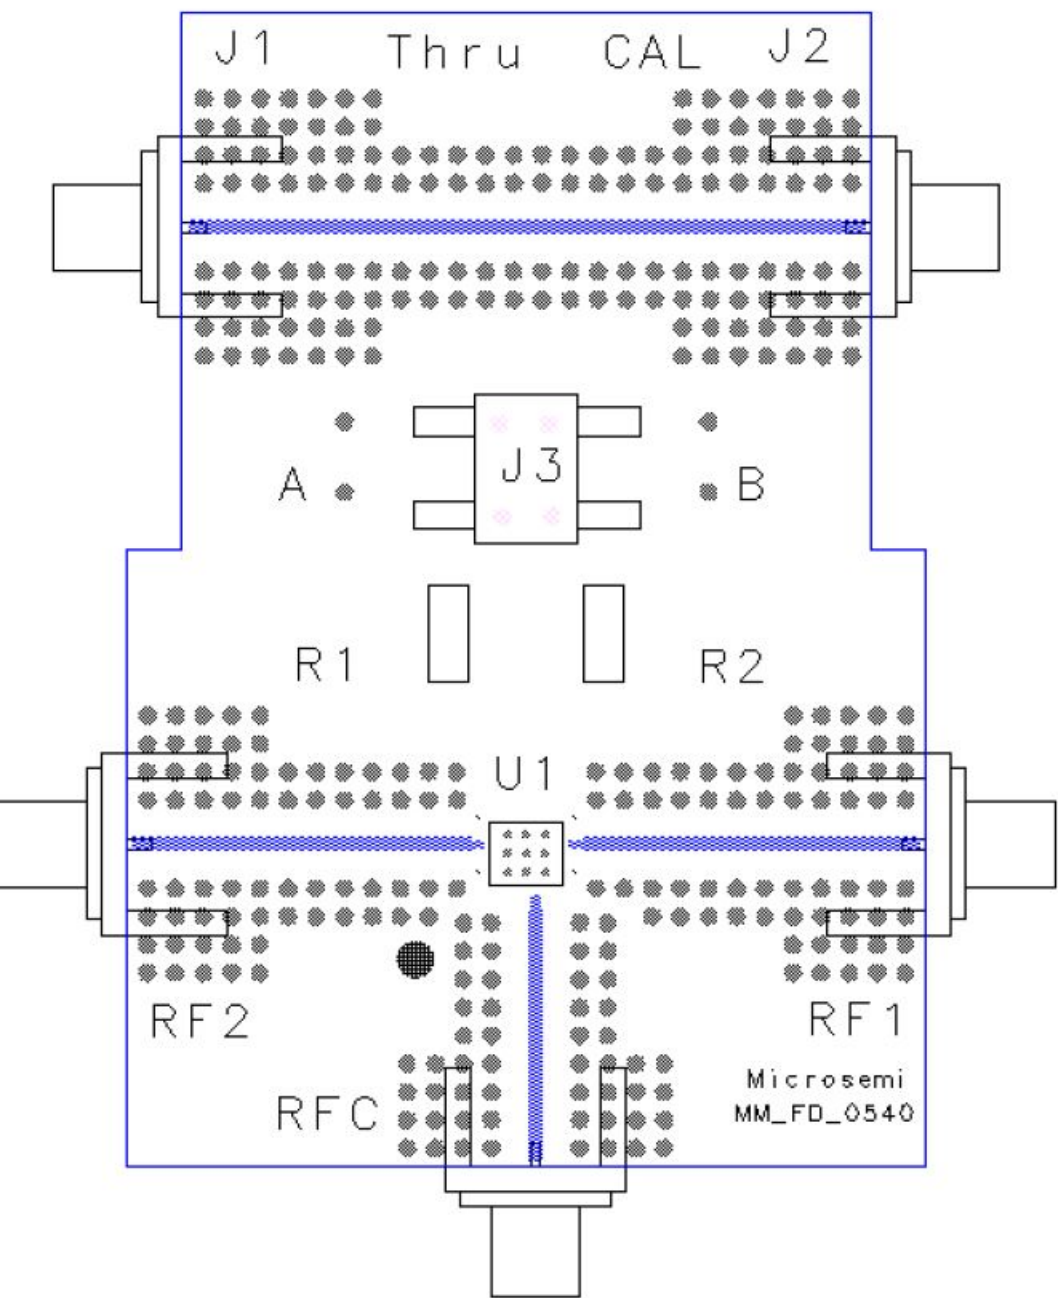 J1 Thru CAL J2
J3
A B
R1 R2
U1
RF2 RF1
Microsemi
RFC
MM_FD_0540